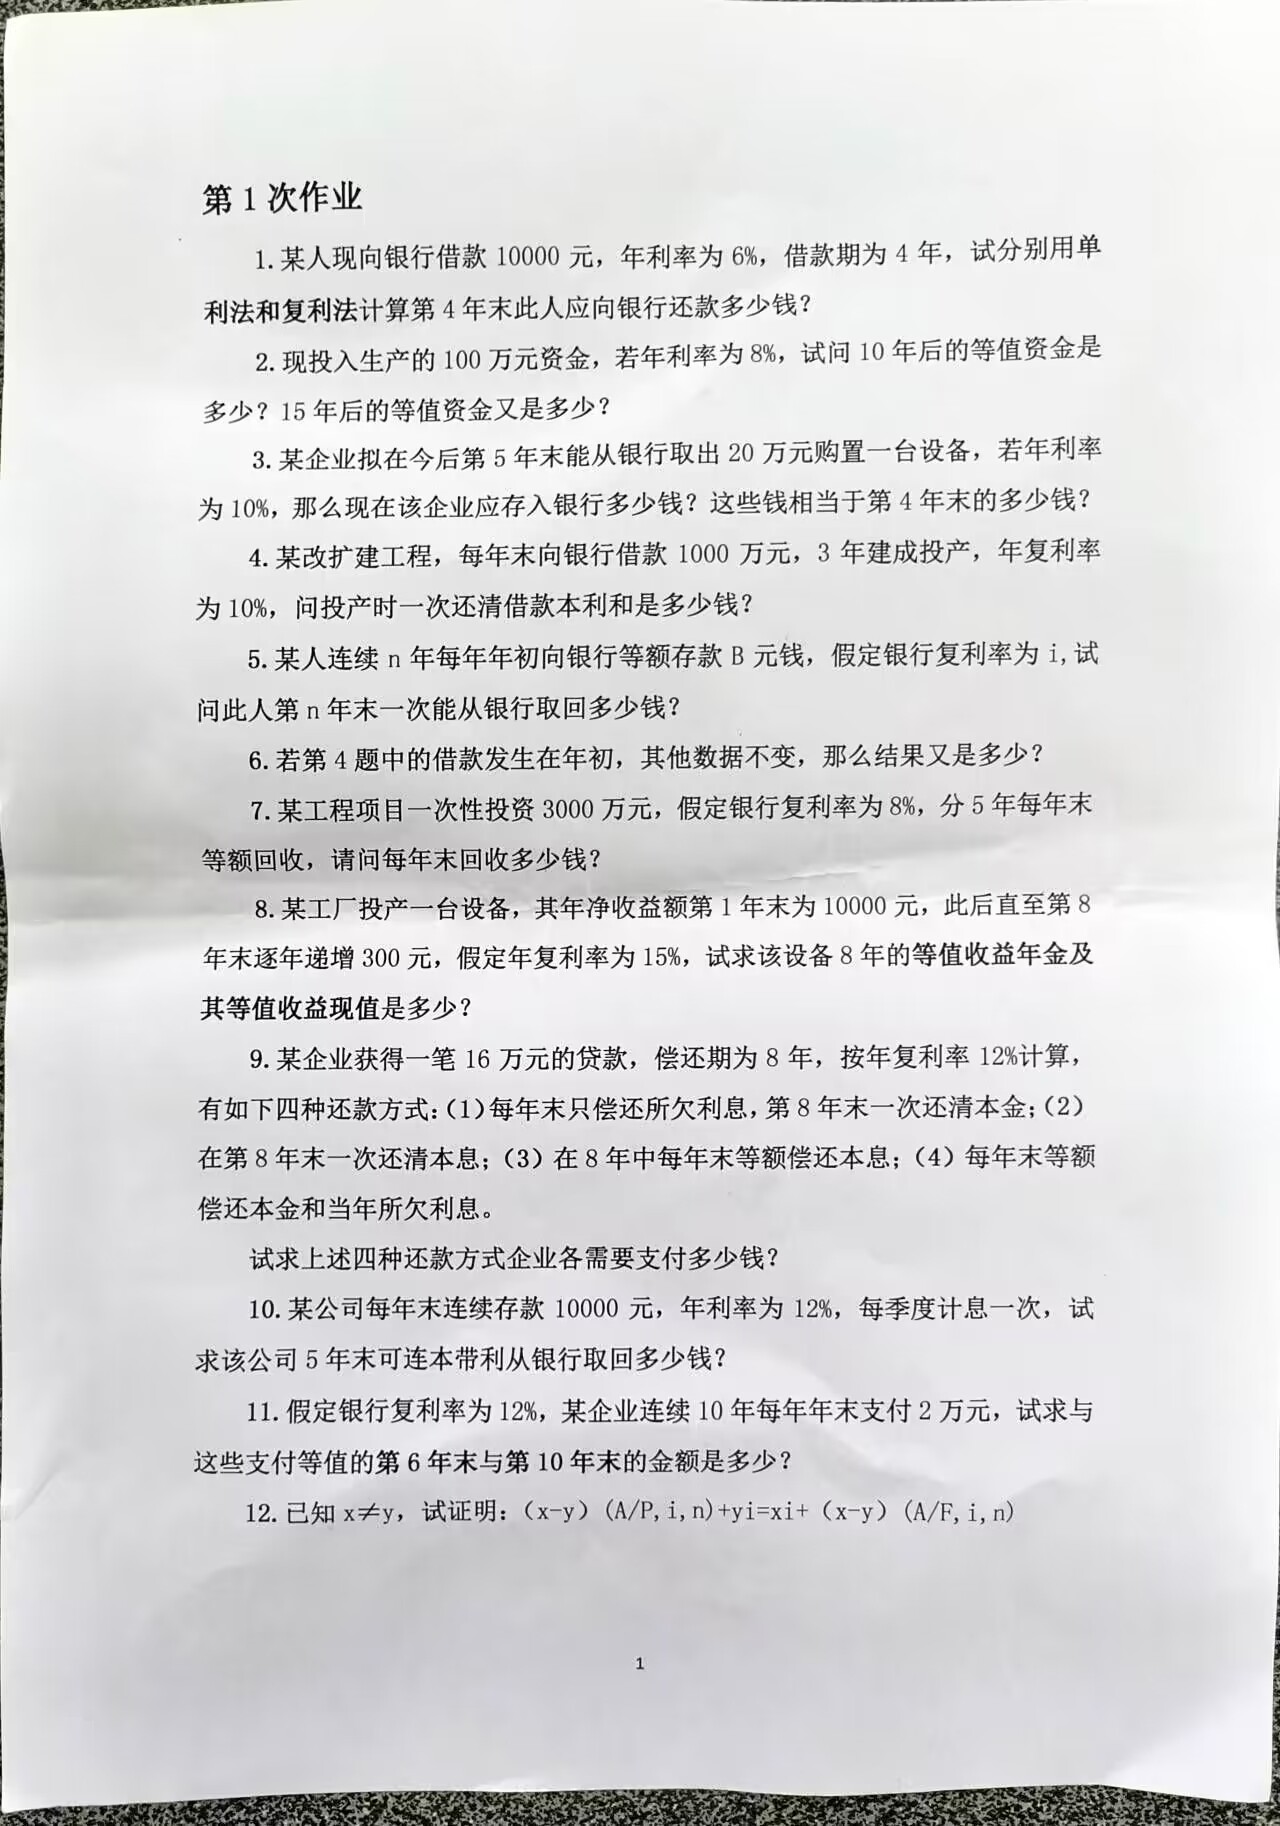 第 1 次作业
1. 某人现向银行借款 10000 元，年利率为 6%，借款期为 4 年，试分别用单
利法和复利法计算第 4 年末此人应向银行还款多少钱？
2. 现投入生产的 100 万元资金，若年利率为 8%，试问 10 年后的等值资金是
多少？15 年后的等值资金又是多少？
3. 某企业拟在今后第 5 年末能从银行取出 20 万元购置一台设备，若年利率
为 10%，那么现在该企业应存入银行多少钱？这些钱相当于第 4 年末的多少钱？
4. 某改扩建工程，每年末向银行借款 1000 万元，3 年建成投产，年复利率
为 10%，问投产时一次还清借款本利和是多少钱？
5. 某人连续 n 年每年年初向银行等额存款 B 元钱，假定银行复利率为 i,试
问此人第 n 年末一次能从银行取回多少钱？
6. 若第 4 题中的借款发生在年初，其他数据不变，那么结果又是多少？
7. 某工程项目一次性投资 3000 万元，假定银行复利率为 8%，分 5 年每年末
等额回收，请问每年末回收多少钱？
8. 某工厂投产一台设备，其年净收益额第 1 年末为 10000 元，此后直至第 8
年末逐年递增 300 元，假定年复利率为 15%，试求该设备 8 年的等值收益年金及
其等值收益现值是多少？
9. 某企业获得一笔 16 万元的贷款，偿还期为 8 年，按年复利率 12%计算，
有如下四种还款方式：（1）每年末只偿还所欠利息，第 8 年末一次还清本金；（2）
在第 8 年末一次还清本息；（3）在 8 年中每年末等额偿还本息；（4）每年末等额
偿还本金和当年所欠利息。
试求上述四种还款方式企业各需要支付多少钱？
10. 某公司每年末连续存款 10000 元，年利率为 12%，每季度计息一次，试
求该公司 5 年末可连本带利从银行取回多少钱？
11. 假定银行复利率为 12%，某企业连续 10 年每年年末支付 2 万元，试求与
这些支付等值的第 6 年末与第 10 年末的金额是多少？
12. 已知 x≠y，试证明：（x-y）(A/P,i,n)+yi=xi+（x-y）(A/F,i,n)
1